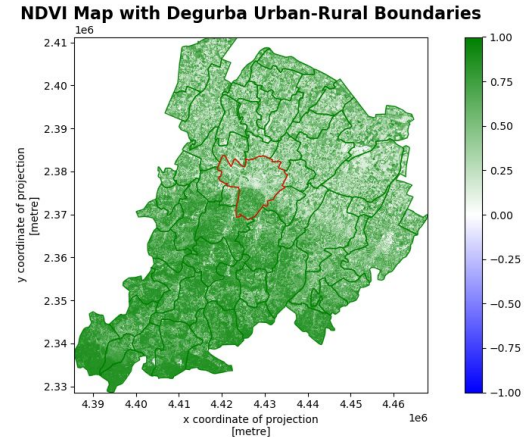 NDVI Map with Degurba Urban-Rural Boundaries
1e6
2.41
2.40
2.39
2.38
2.37
2.36
2.35
2.34
2.33
y coordinate of projection
[metre]
4.39 4.40 4.41 4.42 4.43 4.44 4.45 4.46
1e6
x coordinate of projection
[metre]
1.00
0.75
0.50
0.25
0.00
−0.25
−0.50
−0.75
−1.00